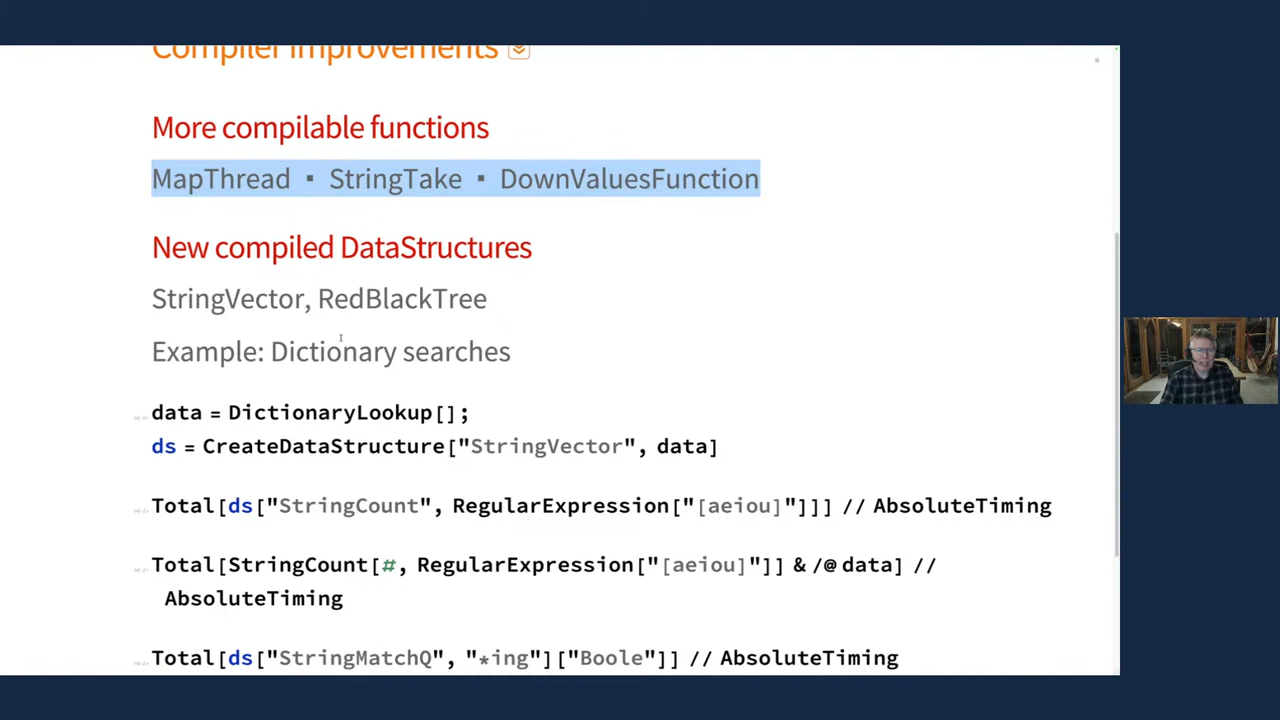 Compiler Improvements
More compilable functions
MapThread ▪ StringTake ▪ DownValuesFunction
New compiled DataStructures
StringVector, RedBlackTree
Example: Dictionary searches
data = DictionaryLookup[];
ds = CreateDataStructure["StringVector", data]
Total[ds["StringCount", RegularExpression["[aeiou]"]]] // AbsoluteTiming
Total[StringCount[#, RegularExpression["[aeiou]"]] & /@ data] //
AbsoluteTiming
Total[ds["StringMatchQ", "*ing"]["Boole"]] // AbsoluteTiming